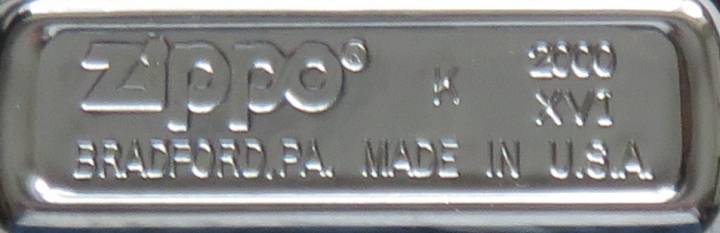 Zippo® K 2000
XVI
BRADFORD, PA. MADE IN U.S.A.